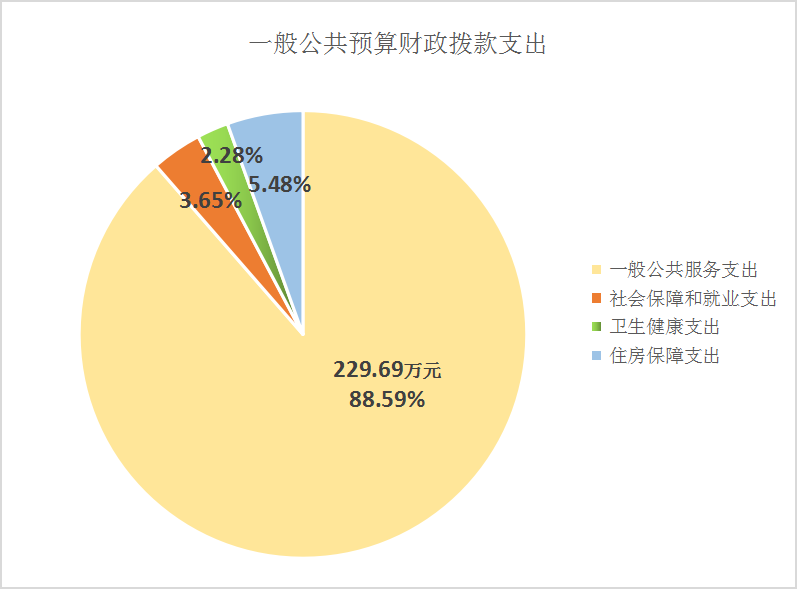 一般公共预算财政拨款支出
2.28%
5.48%
3.65%
229.69万元
88.59%
一般公共服务支出
社会保障和就业支出
卫生健康支出
住房保障支出